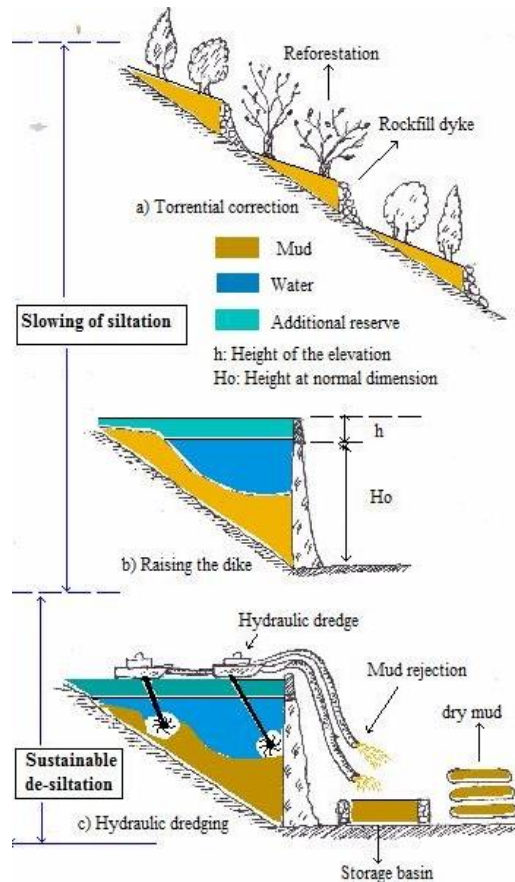 Reforestation
Rockfill dyke
a) Torrential correction
Mud
Water
Slowing of siltation
Additional reserve
h: Height of the elevation
Ho: Height at normal dimension
h
Ho
b) Raising the dike
Hydraulic dredge
Mud rejection
dry mud
Sustainable
de-siltation
c) Hydraulic dredging
Storage basin